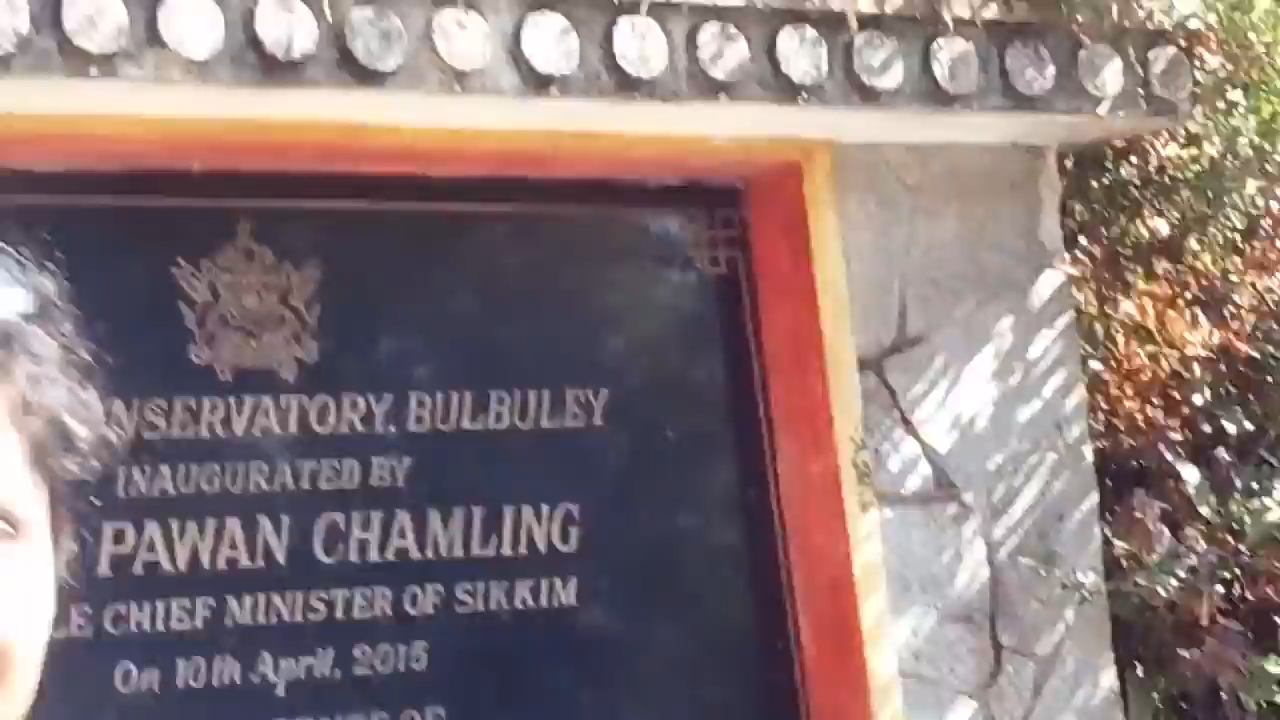 NSERVATORY, BULBULEY
INAUGURATED BY
PAWAN CHAMLING
LE CHIEF MINISTER OF SIKKIM
On 10th April, 2015